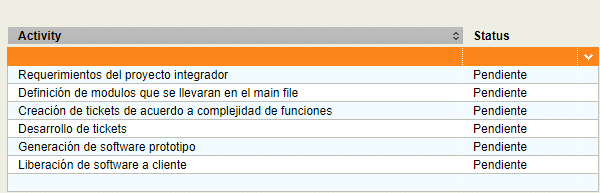 Activity Status
Requerimientos del proyecto integrador Pendiente
Definición de modulos que se llevaran en el main file Pendiente
Creación de tickets de acuerdo a complejidad de funciones Pendiente
Desarrollo de tickets Pendiente
Generación de software prototipo Pendiente
Liberación de software a cliente Pendiente